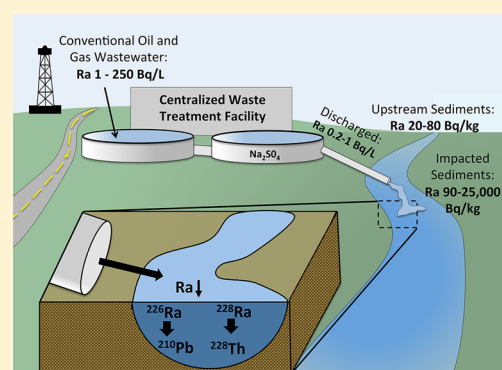 Conventional Oil and
Gas Wastewater:
Ra 1 - 250 Bq/L
Centralized Waste
Treatment Facility
Na₂SO₄
Discharged:
Ra 0.2-1 Bq/L
Upstream Sediments:
Ra 20-80 Bq/kg
Impacted
Sediments:
Ra 90-25,000
Bq/kg
Ra
²²⁶Ra ²²⁸Ra
²¹⁰Pb ²²⁸Th